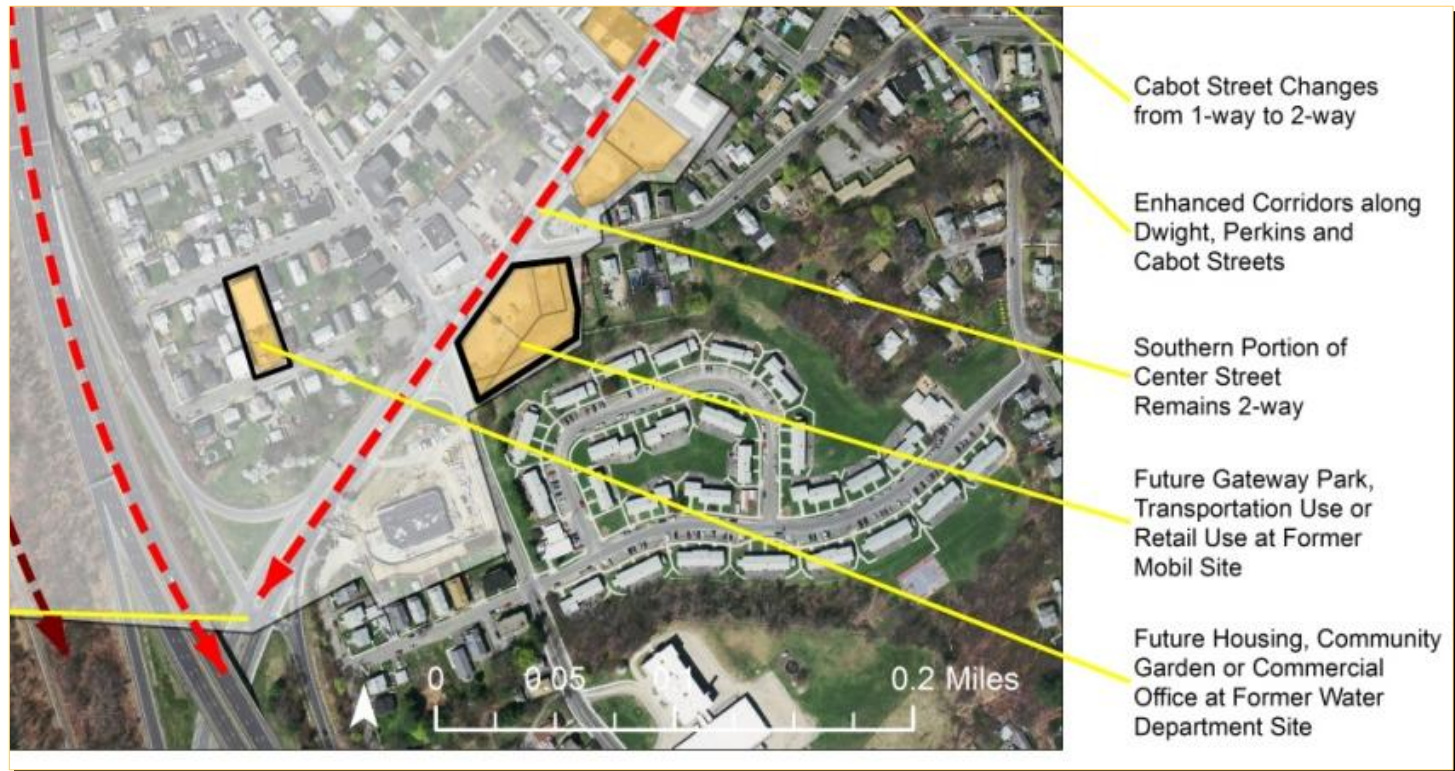 Cabot Street Changes
from 1-way to 2-way
Enhanced Corridors along
Dwight, Perkins and
Cabot Streets
Southern Portion of
Center Street
Remains 2-way
Future Gateway Park,
Transportation Use or
Retail Use at Former
Mobil Site
Future Housing, Community
Garden or Commercial
Office at Former Water
Department Site
0 0.05 0.1 0.2 Miles